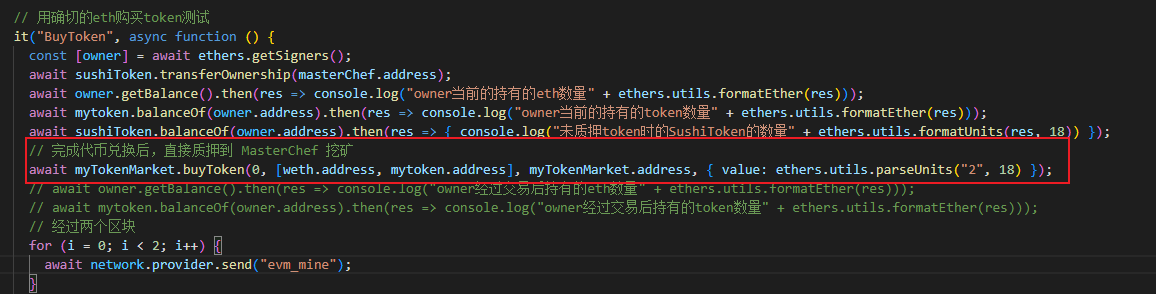 // 用确切的eth购买token测试
it("BuyToken", async function () {
const [owner] = await ethers.getSigners();
await sushiToken.transferOwnership(masterChef.address);
await owner.getBalance().then(res => console.log("owner当前的持有的eth数量" + ethers.utils.formatEther(res)));
await mytoken.balanceOf(owner.address).then(res => console.log("owner当前的持有的token数量" + ethers.utils.formatEther(res)));
await sushiToken.balanceOf(owner.address).then(res => { console.log("未质押token时的SushiToken的数量" + ethers.utils.formatUnits(res, 18)) });
// 完成代币兑换后，直接质押到 MasterChef 挖矿
await myTokenMarket.buyToken(0, [weth.address, mytoken.address], myTokenMarket.address, { value: ethers.utils.parseUnits("2", 18) });
// await owner.getBalance().then(res => console.log("owner经过交易后持有的eth数量" + ethers.utils.formatEther(res)));
// await mytoken.balanceOf(owner.address).then(res => console.log("owner经过交易后持有的token数量" + ethers.utils.formatEther(res)));
// 经过两个区块
for (i = 0; i < 2; i++) {
await network.provider.send("evm_mine");
}